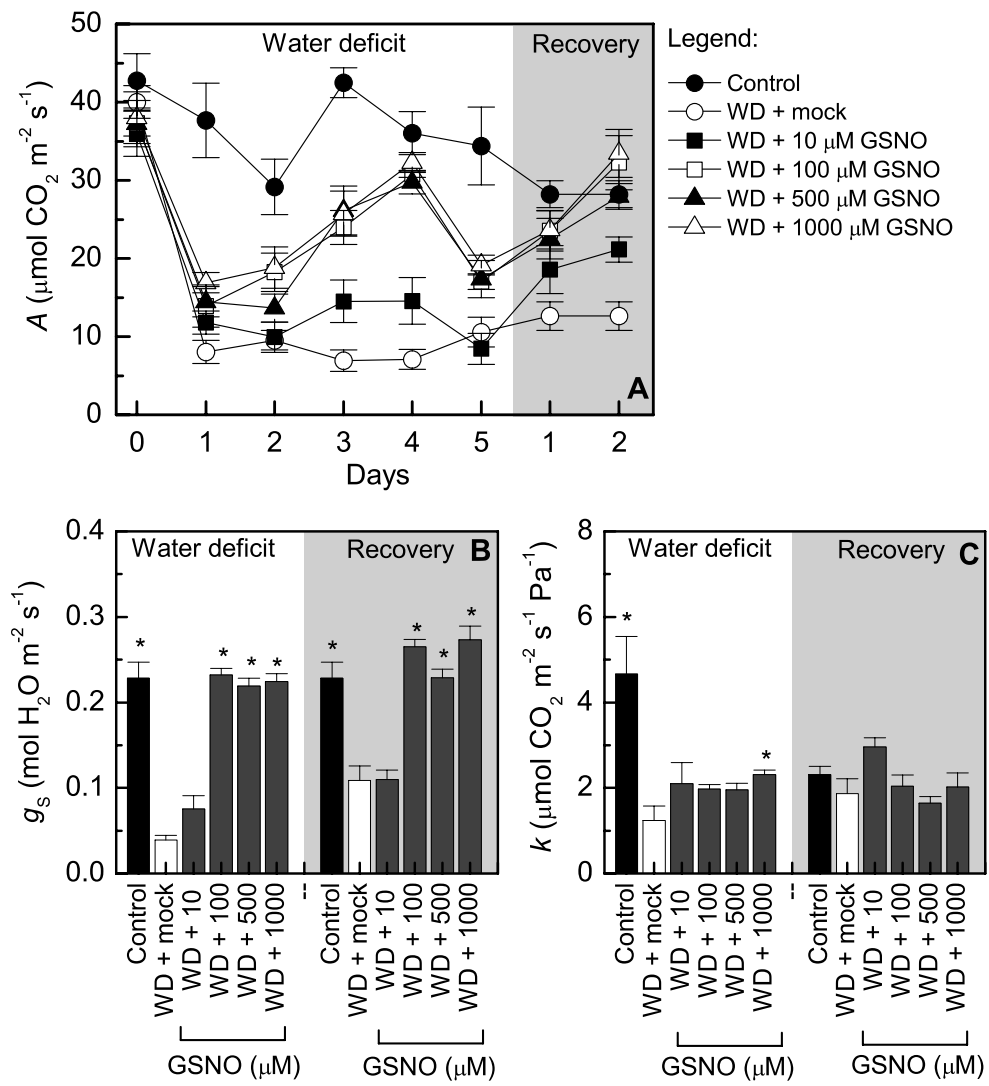 50
40
30
20
10
0
A (μmol CO2 m-2 s-1)
Water deficit
Recovery
A
0 1 2 3 4 5 1 2
Days
Legend:
Control
WD + mock
WD + 10 μM GSNO
WD + 100 μM GSNO
WD + 500 μM GSNO
WD + 1000 μM GSNO
0.4
0.3
0.2
0.1
0.0
gS (mol H2O m-2 s-1)
Water deficit
Recovery
B
* * * * * * * *
Control
WD + mock
WD + 10
WD + 100
WD + 500
WD + 1000
--
Control
WD + mock
WD + 10
WD + 100
WD + 500
WD + 1000
GSNO (μM)
GSNO (μM)
8
6
4
2
0
k (μmol CO2 m-2 s-1 Pa-1)
Water deficit
Recovery
C
* *
Control
WD + mock
WD + 10
WD + 100
WD + 500
WD + 1000
--
Control
WD + mock
WD + 10
WD + 100
WD + 500
WD + 1000
GSNO (μM)
GSNO (μM)